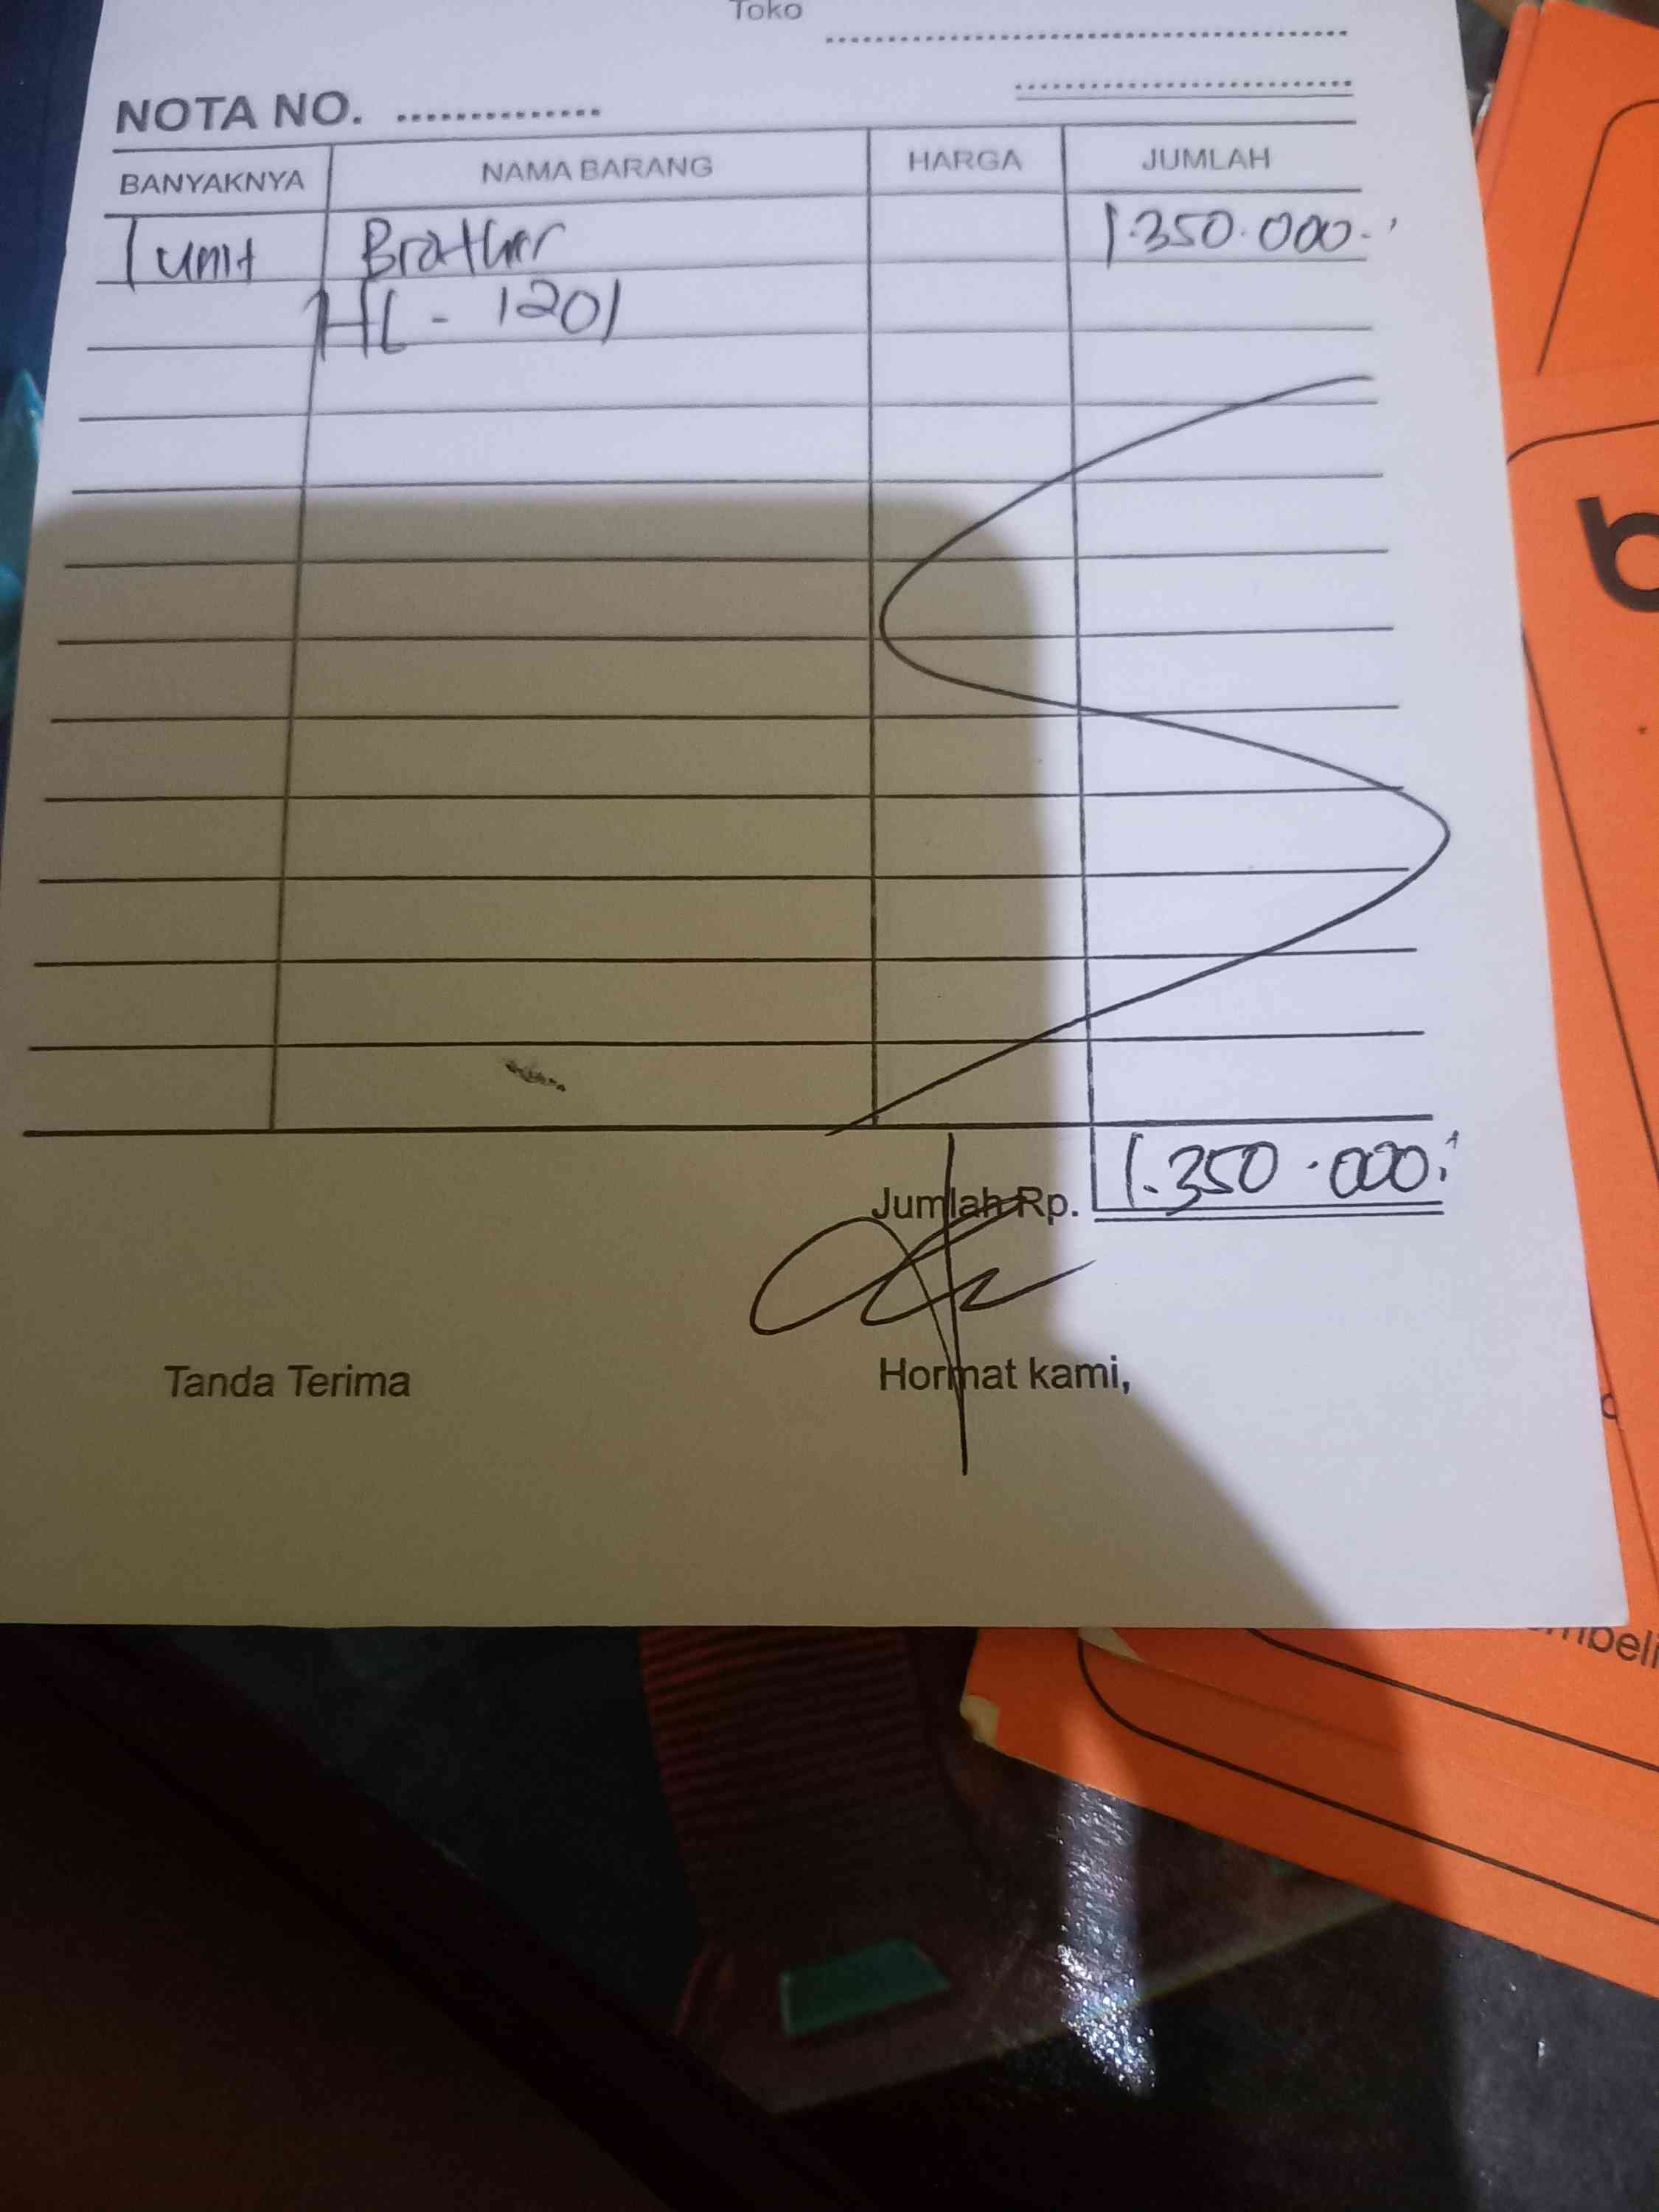 Toko
NOTA NO.
BANYAKNYA NAMA BARANG HARGA JUMLAH
1 unit Brother 1.350.000.-
HL - 1201
Jumlah Rp. 1.350.000.-
Tanda Terima Hormat kami,
b
mbeli